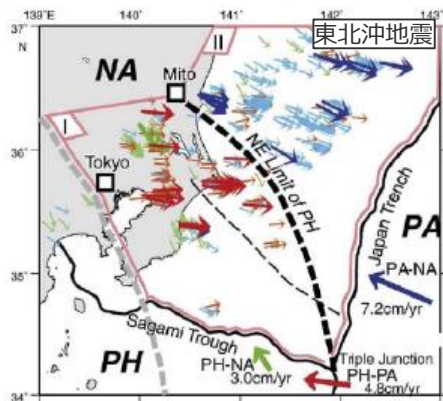 139˚E
140˚
141˚
142˚
143˚
37˚
N
II
東北沖地震
NA
Mito
36˚
I
Tokyo
NE Limit of PH
Japan Trench
PA
35˚
PA-NA
7.2cm/yr
Sagami Trough
PH-NA
3.0cm/yr
Triple Junction
PH
PH-PA
4.8cm/yr
34˚